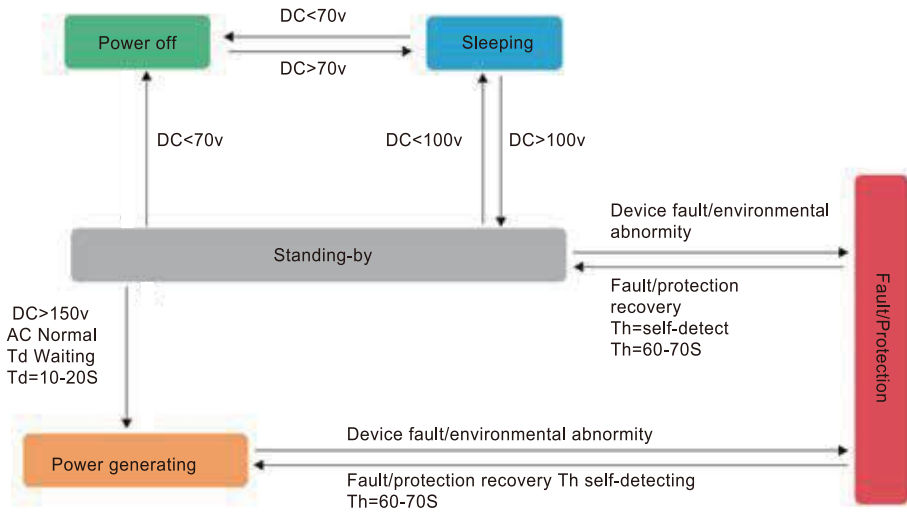 DC<70v
Power off
Sleeping
DC>70v
DC<70v
DC<100v
DC>100v
Device fault/environmental
abnormity
Standing-by
Fault/protection
recovery
Th=self-detect
Th=60-70S
Fault/Protection
DC>150v
AC Normal
Td Waiting
Td=10-20S
Device fault/environmental abnormity
Power generating
Fault/protection recovery Th self-detecting
Th=60-70S